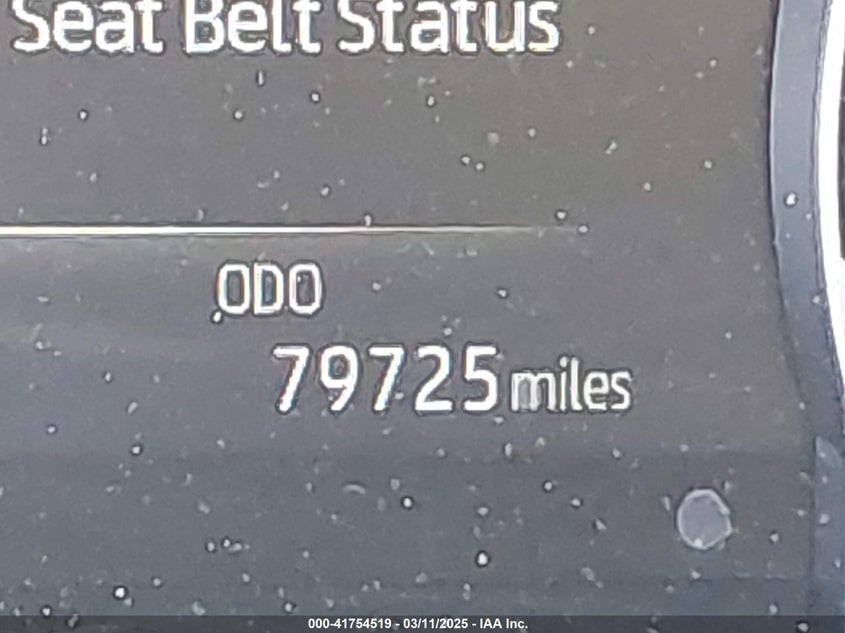 Seat Belt Status
ODO
79725 miles
000-41754519 - 03/11/2025 - IAA Inc.